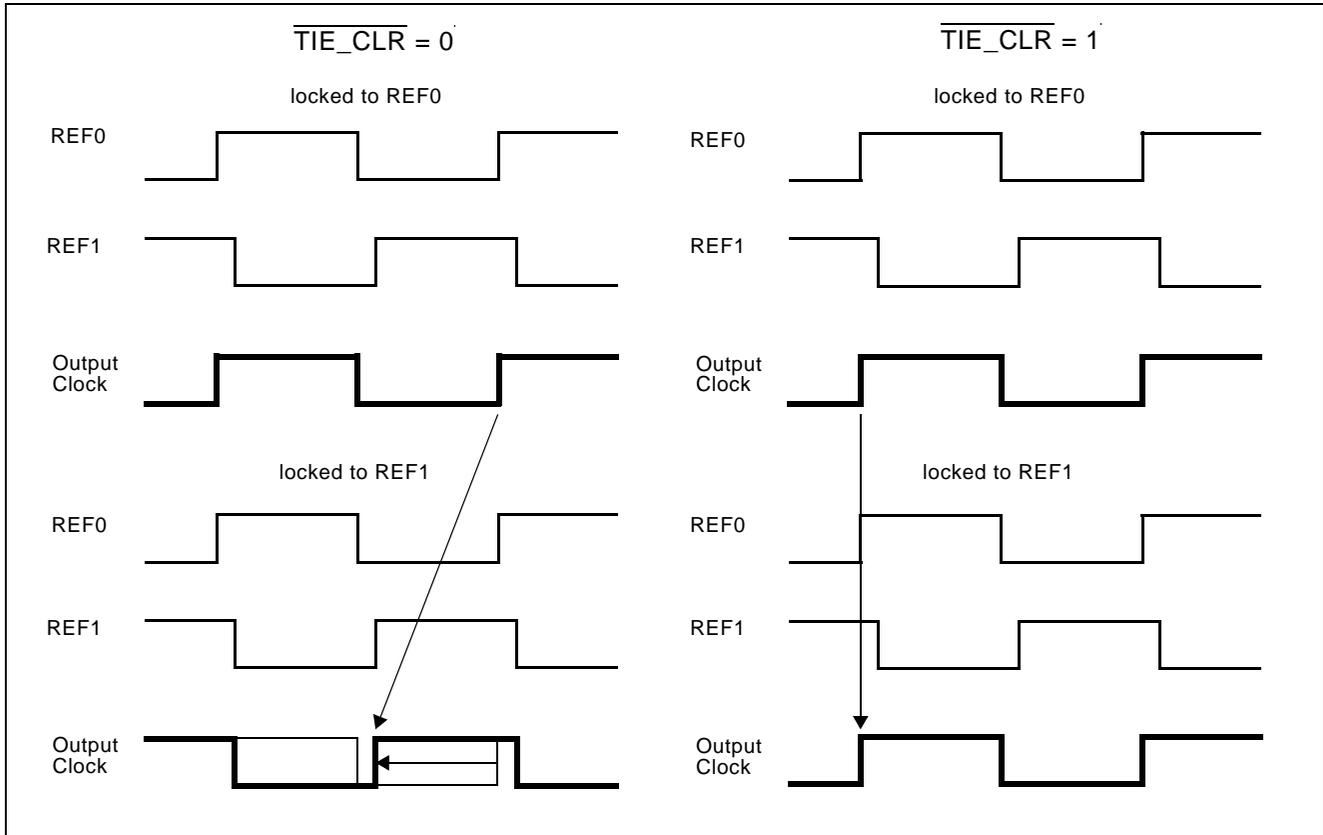 TIE_CLR = 0
locked to REF0
REF0
REF1
Output
Clock
locked to REF1
REF0
REF1
Output
Clock
TIE_CLR = 1
locked to REF0
REF0
REF1
Output
Clock
locked to REF1
REF0
REF1
Output
Clock